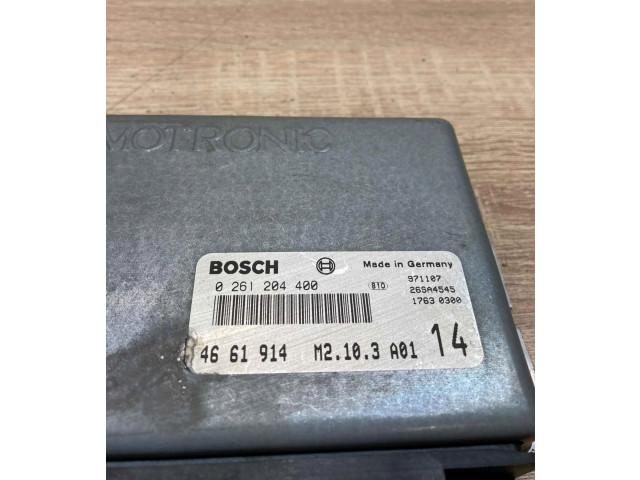 MOTRONIC
BOSCH Made in Germany
0 261 204 400 BTD 971107
26SA4545
1763 0300
46 61 914 M2.10.3 A01 14